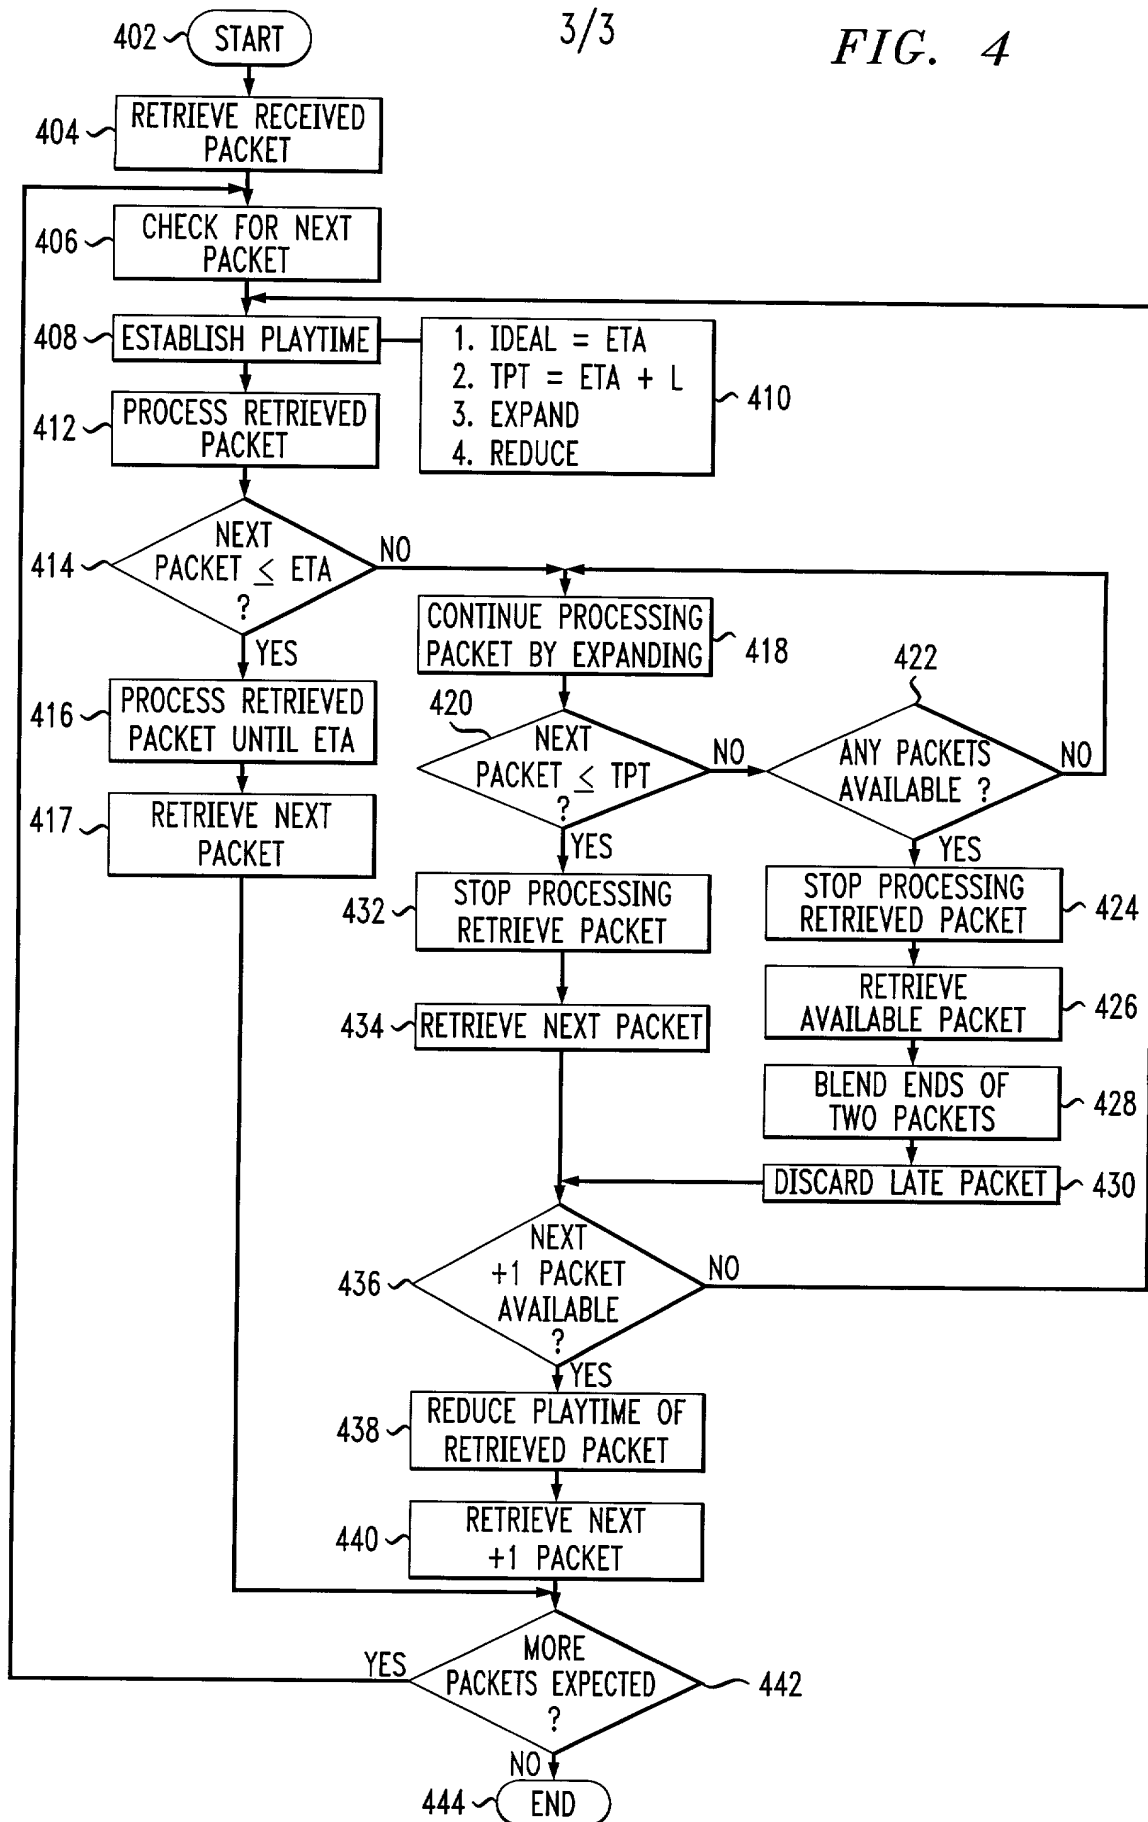 3/3
FIG. 4
402
START
404
RETRIEVE RECEIVED
PACKET
406
CHECK FOR NEXT
PACKET
408
ESTABLISH PLAYTIME
1. IDEAL = ETA
2. TPT = ETA + L
3. EXPAND
4. REDUCE
410
412
PROCESS RETRIEVED
PACKET
414
NEXT
PACKET ≤ ETA
?
NO
YES
416
PROCESS RETRIEVED
PACKET UNTIL ETA
417
RETRIEVE NEXT
PACKET
CONTINUE PROCESSING
PACKET BY EXPANDING
418
420
NEXT
PACKET ≤ TPT
?
NO
YES
422
ANY PACKETS
AVAILABLE ?
NO
YES
STOP PROCESSING
RETRIEVED PACKET
424
RETRIEVE
AVAILABLE PACKET
426
BLEND ENDS OF
TWO PACKETS
428
DISCARD LATE PACKET
430
432
STOP PROCESSING
RETRIEVE PACKET
434
RETRIEVE NEXT PACKET
436
NEXT
+1 PACKET
AVAILABLE
?
NO
YES
438
REDUCE PLAYTIME OF
RETRIEVED PACKET
440
RETRIEVE NEXT
+1 PACKET
YES
MORE
PACKETS EXPECTED
?
442
NO
444
END